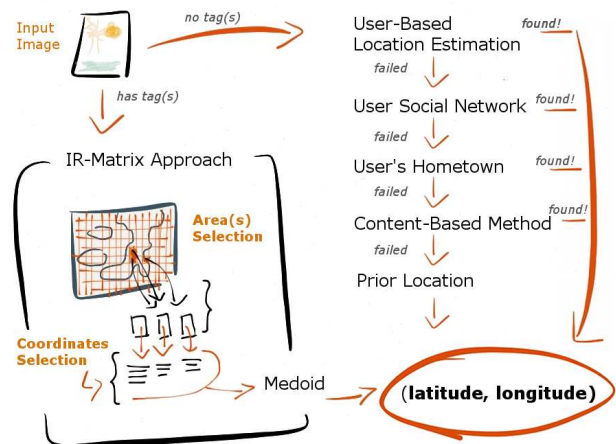 Input
Image
no tag(s)
has tag(s)
User-Based
Location Estimation
found!
failed
User Social Network
found!
failed
User's Hometown
found!
failed
Content-Based Method
found!
failed
Prior Location
IR-Matrix Approach
Area(s)
Selection
Coordinates
Selection
Medoid
(latitude, longitude)